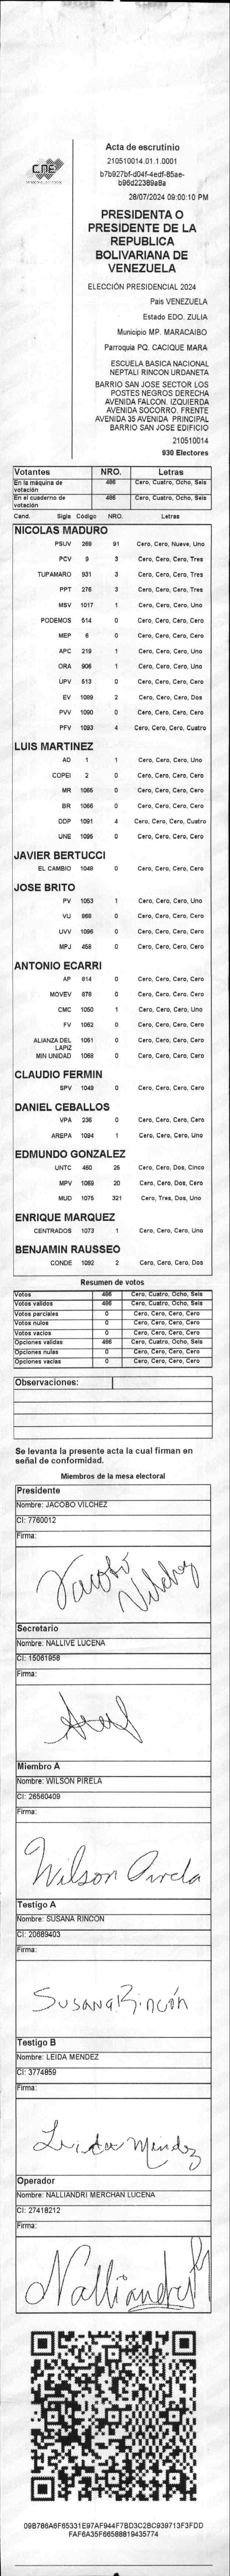 CNE
Acta de escrutinio
210510014.01.1.0001
b7b927bf-d04f-4edf-85ae-
b96d22389a8a
28/07/2024 09:00:10 PM
PRESIDENTA O
PRESIDENTE DE LA
REPUBLICA
BOLIVARIANA DE
VENEZUELA
ELECCIÓN PRESIDENCIAL 2024
Pais VENEZUELA
Estado EDO. ZULIA
Municipio MP. MARACAIBO
Parroquia PQ. CACIQUE MARA
ESCUELA BASICA NACIONAL
NEPTALI RINCON URDANETA
BARRIO SAN JOSE SECTOR LOS
POSTES NEGROS DERECHA
AVENIDA FALCON. IZQUIERDA
AVENIDA SOCORRO. FRENTE
AVENIDA 35 AVENIDA PRINCIPAL
BARRIO SAN JOSE EDIFICIO
210510014
930 Electores
Votantes NRO. Letras
En la máquina de votación 486 Cero, Cuatro, Ocho, Seis
En el cuaderno de votación 486 Cero, Cuatro, Ocho, Seis
Cand. Sigla Código NRO. Letras
NICOLAS MADURO
PSUV 269 91 Cero, Cero, Nueve, Uno
PCV 9 3 Cero, Cero, Cero, Tres
TUPAMARO 931 3 Cero, Cero, Cero, Tres
PPT 276 3 Cero, Cero, Cero, Tres
MSV 1017 1 Cero, Cero, Cero, Uno
PODEMOS 514 0 Cero, Cero, Cero, Cero
MEP 6 0 Cero, Cero, Cero, Cero
APC 219 1 Cero, Cero, Cero, Uno
ORA 906 1 Cero, Cero, Cero, Uno
UPV 513 0 Cero, Cero, Cero, Cero
EV 1089 2 Cero, Cero, Cero, Dos
PVV 1090 0 Cero, Cero, Cero, Cero
PFV 1093 4 Cero, Cero, Cero, Cuatro
LUIS MARTINEZ
AD 1 1 Cero, Cero, Cero, Uno
COPEI 2 0 Cero, Cero, Cero, Cero
MR 1065 0 Cero, Cero, Cero, Cero
BR 1066 0 Cero, Cero, Cero, Cero
DDP 1091 4 Cero, Cero, Cero, Cuatro
UNE 1095 0 Cero, Cero, Cero, Cero
JAVIER BERTUCCI
EL CAMBIO 1048 0 Cero, Cero, Cero, Cero
JOSE BRITO
PV 1053 1 Cero, Cero, Cero, Uno
VU 968 0 Cero, Cero, Cero, Cero
UVV 1096 0 Cero, Cero, Cero, Cero
MPJ 458 0 Cero, Cero, Cero, Cero
ANTONIO ECARRI
AP 814 0 Cero, Cero, Cero, Cero
MOVEV 878 0 Cero, Cero, Cero, Cero
CMC 1050 1 Cero, Cero, Cero, Uno
FV 1062 0 Cero, Cero, Cero, Cero
ALIANZA DEL LAPIZ 1051 0 Cero, Cero, Cero, Cero
MIN UNIDAD 1068 0 Cero, Cero, Cero, Cero
CLAUDIO FERMIN
SPV 1049 0 Cero, Cero, Cero, Cero
DANIEL CEBALLOS
VPA 236 0 Cero, Cero, Cero, Cero
AREPA 1094 1 Cero, Cero, Cero, Uno
EDMUNDO GONZALEZ
UNTC 460 25 Cero, Cero, Dos, Cinco
MPV 1069 20 Cero, Cero, Dos, Cero
MUD 1075 321 Cero, Tres, Dos, Uno
ENRIQUE MARQUEZ
CENTRADOS 1073 1 Cero, Cero, Cero, Uno
BENJAMIN RAUSSEO
CONDE 1092 2 Cero, Cero, Cero, Dos
Resumen de votos
Votos 486 Cero, Cuatro, Ocho, Seis
Votos validos 486 Cero, Cuatro, Ocho, Seis
Votos parciales 0 Cero, Cero, Cero, Cero
Votos nulos 0 Cero, Cero, Cero, Cero
Votos vacios 0 Cero, Cero, Cero, Cero
Opciones validas 486 Cero, Cuatro, Ocho, Seis
Opciones nulas 0 Cero, Cero, Cero, Cero
Opciones vacias 0 Cero, Cero, Cero, Cero
Observaciones:
Se levanta la presente acta la cual firman en
señal de conformidad.
Miembros de la mesa electoral
Presidente
Nombre: JACOBO VILCHEZ
CI: 7760012
Firma:
Jacobo Vilchez
Secretario
Nombre: NALLIVE LUCENA
CI: 15061958
Firma:
Miembro A
Nombre: WILSON PIRELA
CI: 26560409
Firma:
Wilson Pirela
Testigo A
Nombre: SUSANA RINCON
CI: 20689403
Firma:
Susana Rincón
Testigo B
Nombre: LEIDA MENDEZ
CI: 3774859
Firma:
Leida Mendez
Operador
Nombre: NALLIANDRI MERCHAN LUCENA
CI: 27418212
Firma:
Nalliandri
09B786A6F65331E97AF944F7BD3C2BC939713F3FDD
FAF6A35F66588819435774